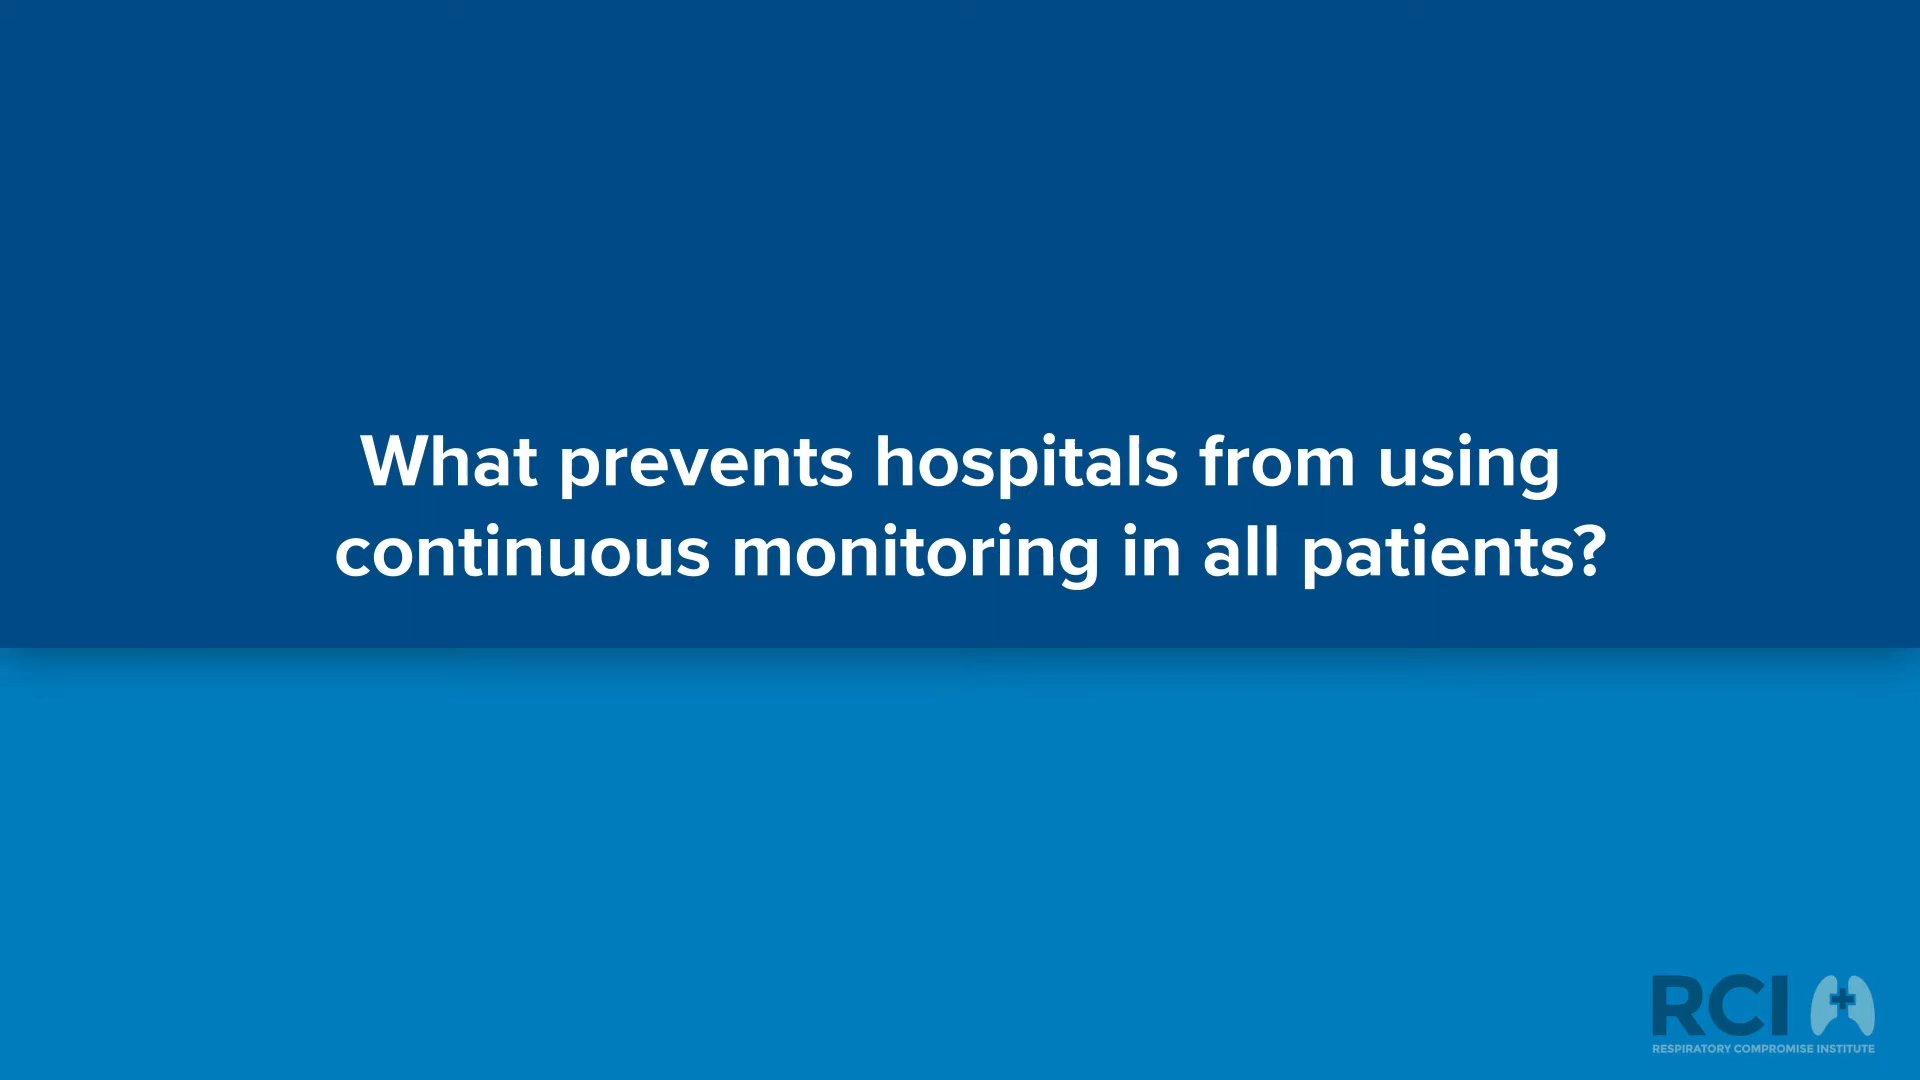 What prevents hospitals from using
continuous monitoring in all patients?
RCI
RESPIRATORY COMPROMISE INSTITUTE